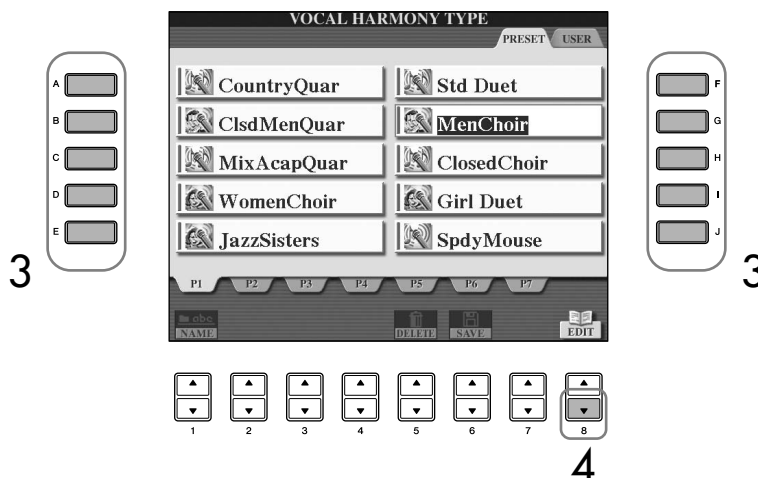 VOCAL HARMONY TYPE
PRESET USER
A CountryQuar Std Duet F
B ClsdMenQuar MenChoir G
C MixAcapQuar ClosedChoir H
D WomenChoir Girl Duet I
E JazzSisters SpdyMouse J
3 3
P1 P2 P3 P4 P5 P6 P7
abc
NAME DELETE SAVE EDIT
1 2 3 4 5 6 7 8
4